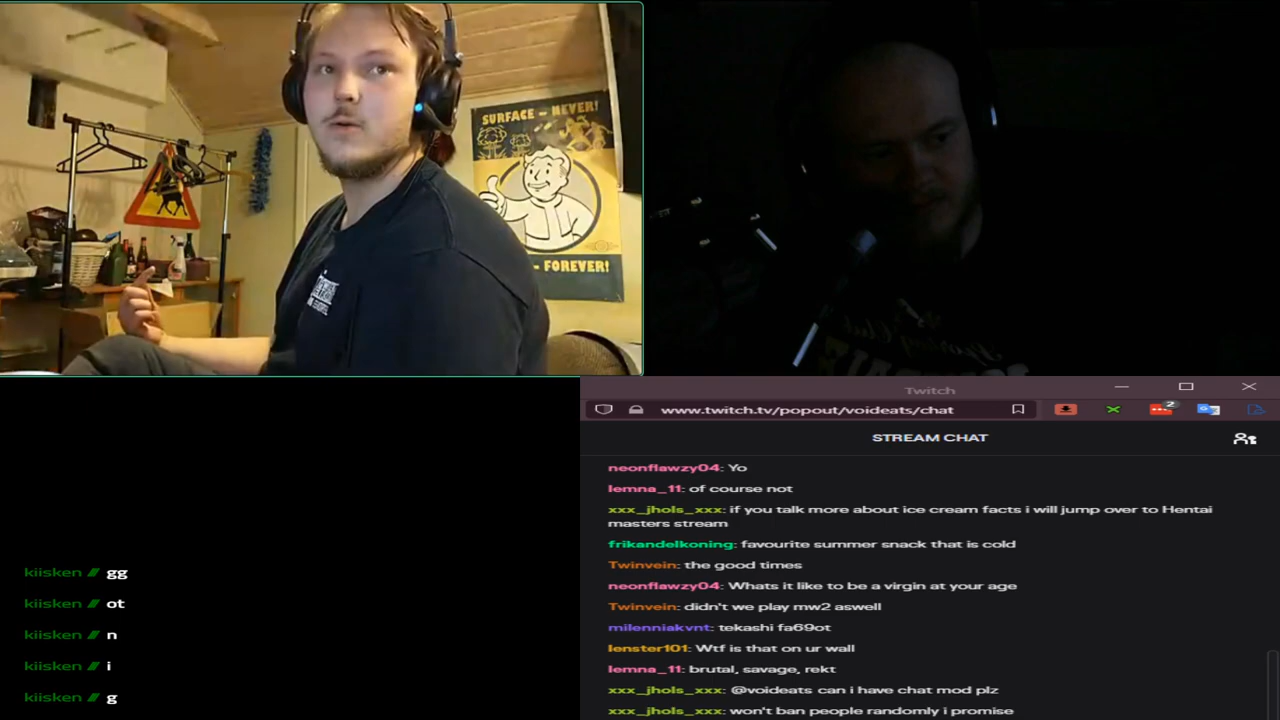 SURFACE – NEVER!
– FOREVER!
kiisken // gg
kiisken // ot
kiisken // n
kiisken // i
kiisken // g
Twitch
www.twitch.tv/popout/voideats/chat
2
STREAM CHAT
neonflawzy04: Yo
lemna_11: of course not
xxx_jhols_xxx: if you talk more about ice cream facts i will jump over to Hentai
masters stream
frikandelkoning: favourite summer snack that is cold
Twinvein: the good times
neonflawzy04: Whats it like to be a virgin at your age
Twinvein: didn't we play mw2 aswell
milenniakvnt: tekashi fa69ot
lenster101: Wtf is that on ur wall
lemna_11: brutal, savage, rekt
xxx_jhols_xxx: @voideats can i have chat mod plz
xxx_jhols_xxx: won't ban people randomly i promise